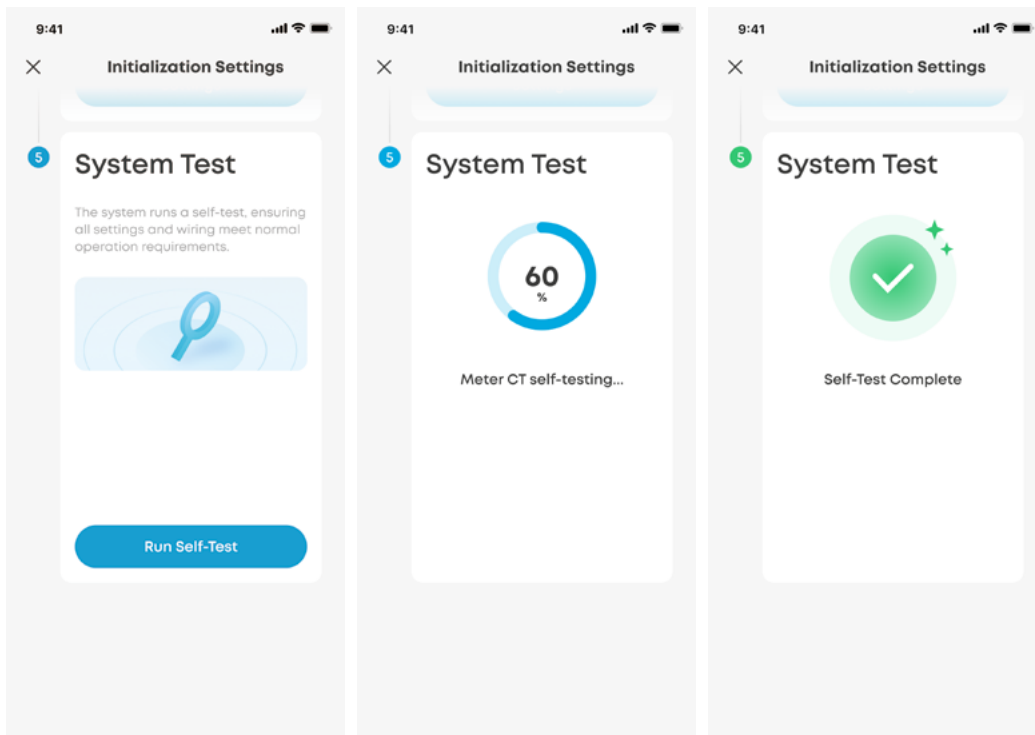 9:41
Initialization Settings
5
System Test
The system runs a self-test, ensuring
all settings and wiring meet normal
operation requirements.
Run Self-Test
9:41
Initialization Settings
5
System Test
60
%
Meter CT self-testing...
9:41
Initialization Settings
5
System Test
Self-Test Complete